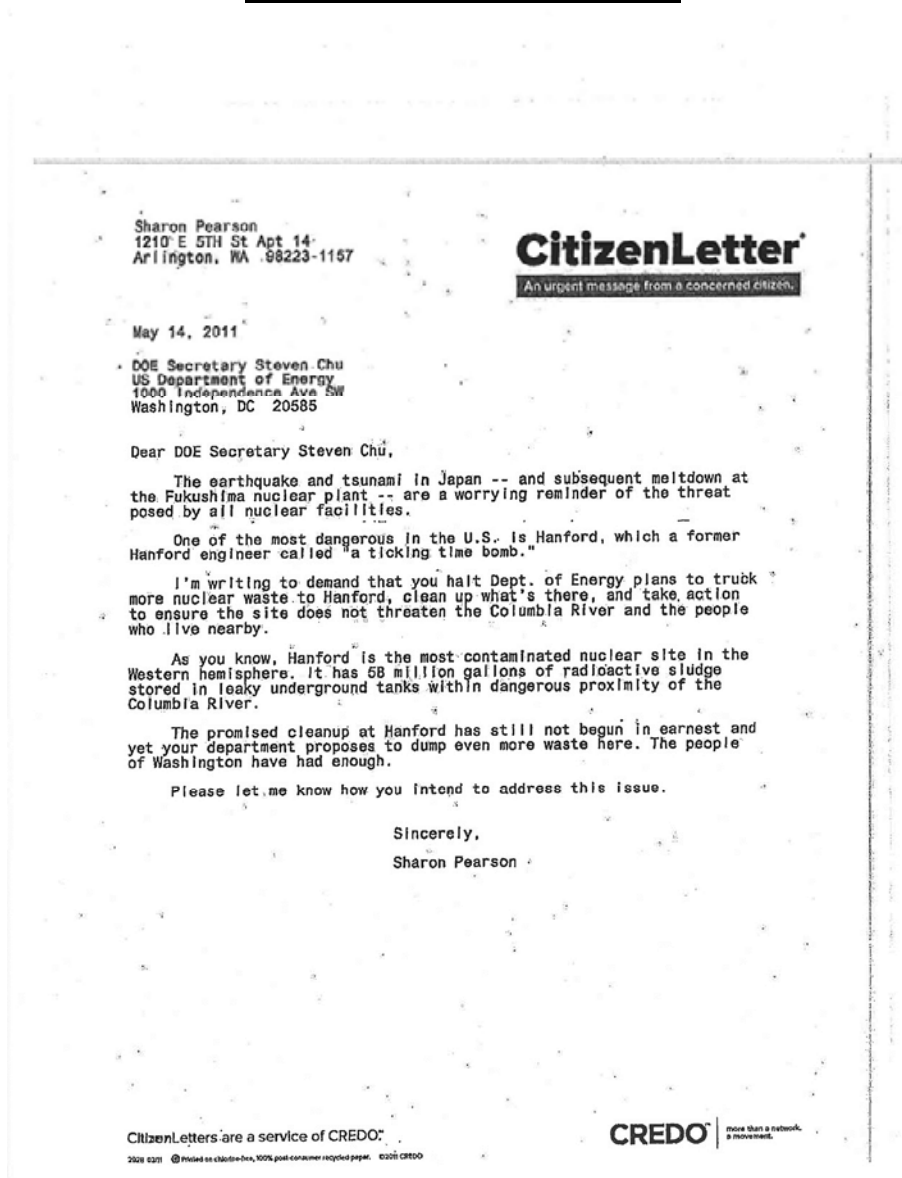 Sharon Pearson
1210 E 5TH St Apt 14
Arlington, WA 98223-1157
CitizenLetter
An urgent message from a concerned citizen.
May 14, 2011
DOE Secretary Steven Chu
US Department of Energy
1000 Independence Ave SW
Washington, DC 20585
Dear DOE Secretary Steven Chu,
The earthquake and tsunami in Japan -- and subsequent meltdown at
the Fukushima nuclear plant -- are a worrying reminder of the threat
posed by all nuclear facilities.
One of the most dangerous in the U.S. is Hanford, which a former
Hanford engineer called "a ticking time bomb."
I'm writing to demand that you halt Dept. of Energy plans to truck
more nuclear waste to Hanford, clean up what's there, and take action
to ensure the site does not threaten the Columbia River and the people
who live nearby.
As you know, Hanford is the most contaminated nuclear site in the
Western hemisphere. It has 58 million gallons of radioactive sludge
stored in leaky underground tanks within dangerous proximity of the
Columbia River.
The promised cleanup at Hanford has still not begun in earnest and
yet your department proposes to dump even more waste here. The people
of Washington have had enough.
Please let me know how you intend to address this issue.
Sincerely,
Sharon Pearson
CitizenLetters are a service of CREDO.
CREDO
more than a network,
a movement.
Printed on chlorine-free, 100% post-consumer recycled paper. ©2011 CREDO